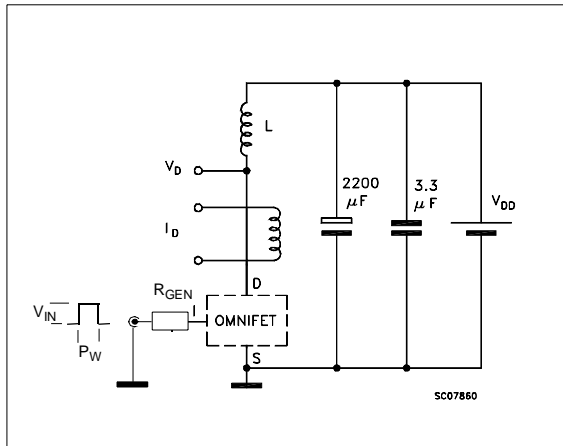 L
VD
2200
µF
3.3
µF
VDD
ID
D
RGEN
I
OMNIFET
VIN
PW
S
SC07860